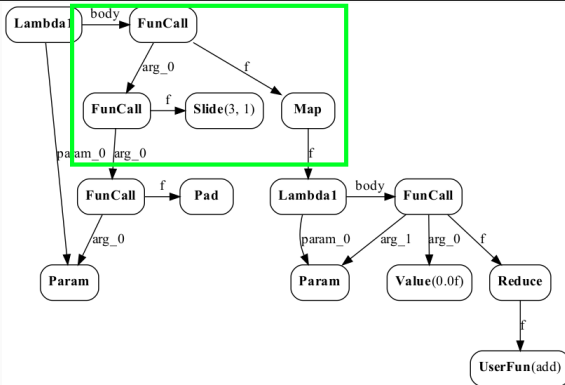 Lambda1 body FunCall
arg_0 f
FunCall f Slide(3, 1) Map
param_0 arg_0 f
FunCall f Pad Lambda1 body FunCall
arg_0 param_0 arg_1 arg_0 f
Param Param Value(0.0f) Reduce
f
UserFun(add)